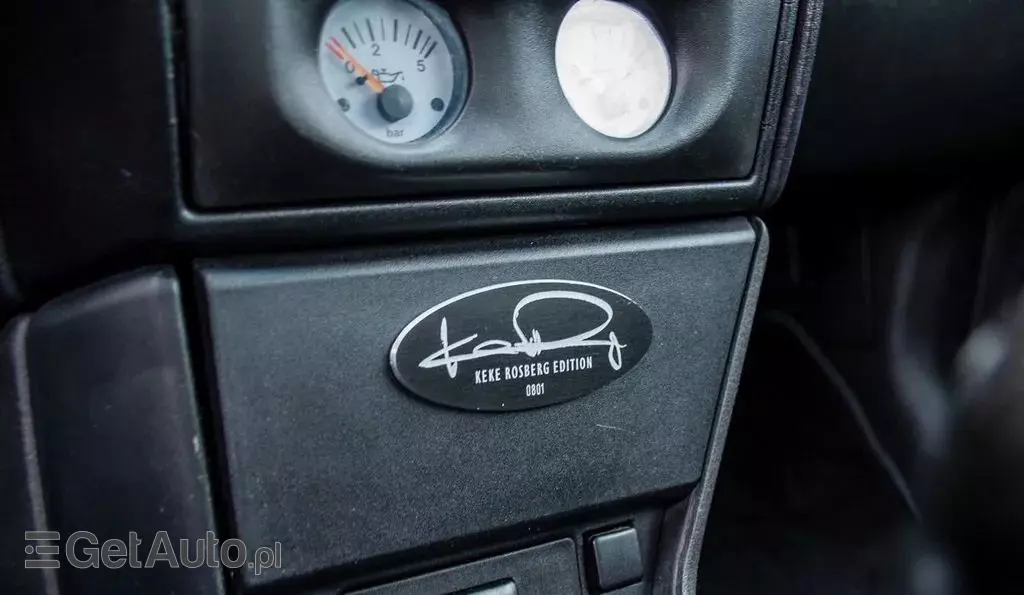 2
0 5
bar
KEKE ROSBERG EDITION
0801
GetAuto.pl